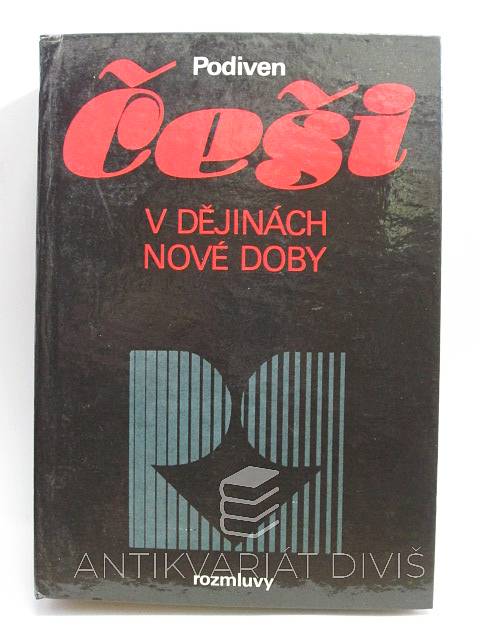 Podiven
češi
V DĚJINÁCH
NOVÉ DOBY
ANTIKVARIÁT DIVIŠ
rozmluvy